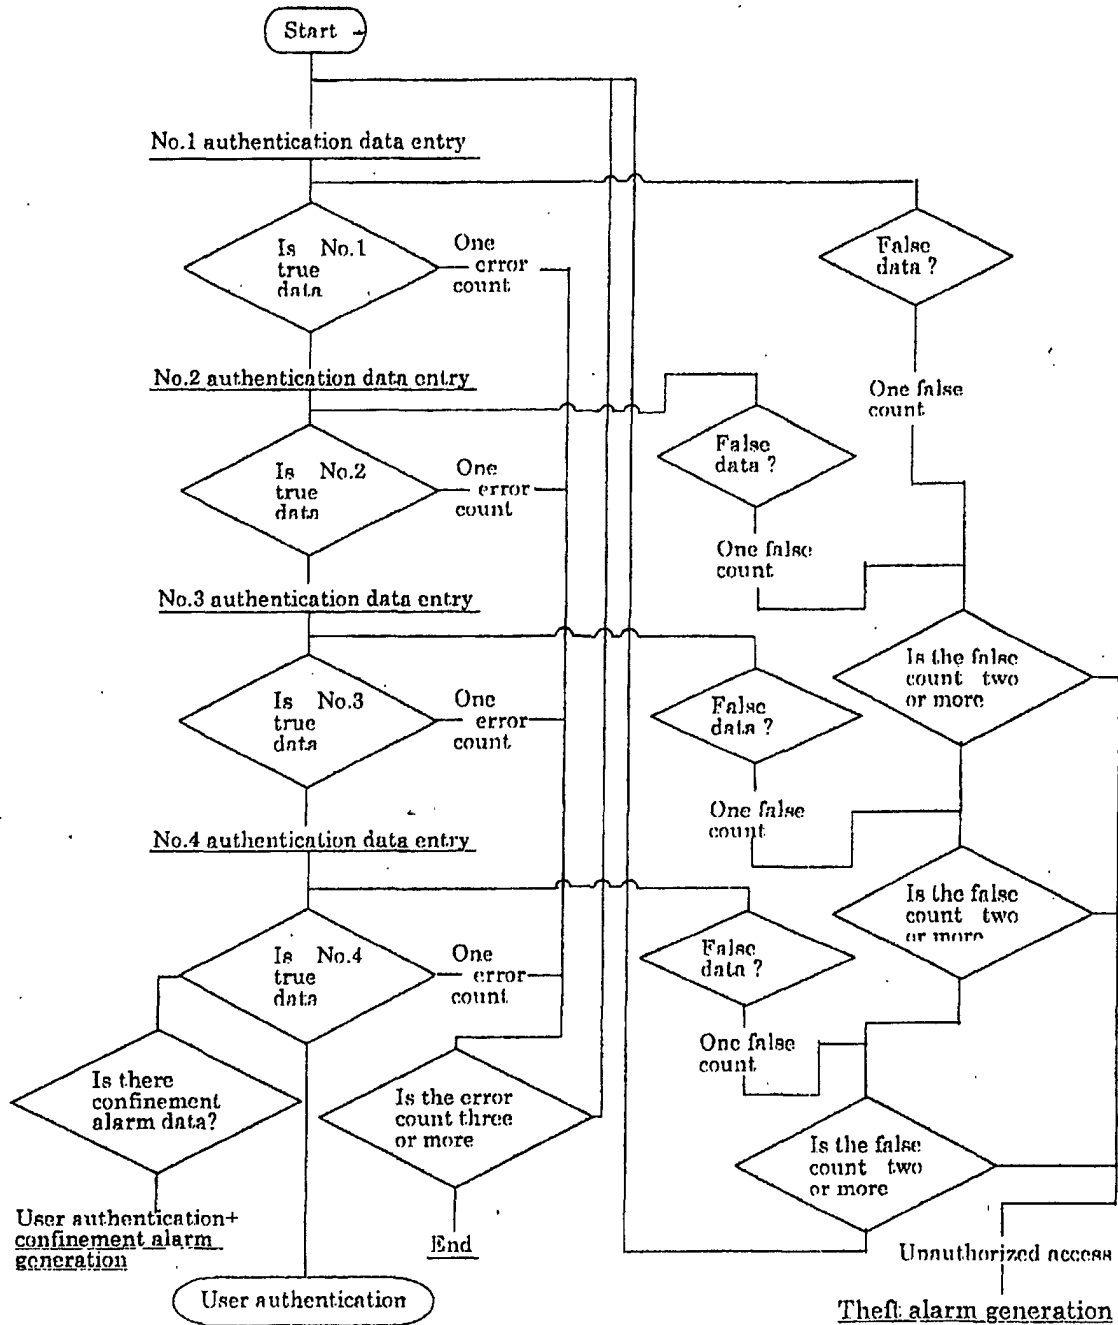 Start
No.1 authentication data entry
Is No.1
true
data
One
error
count
False
data ?
No.2 authentication data entry
One false
count
Is No.2
true
data
One
error
count
False
data ?
One false
count
No.3 authentication data entry
Is No.3
true
data
One
error
count
False
data ?
Is the false
count two
or more
One false
count
No.4 authentication data entry
Is the false
count two
or more
Is No.4
true
data
One
error
count
False
data ?
One false
count
Is there
confinement
alarm data?
Is the error
count three
or more
Is the false
count two
or more
User authentication+
confinement alarm
generation
End
Unauthorized access
User authentication
Theft alarm generation